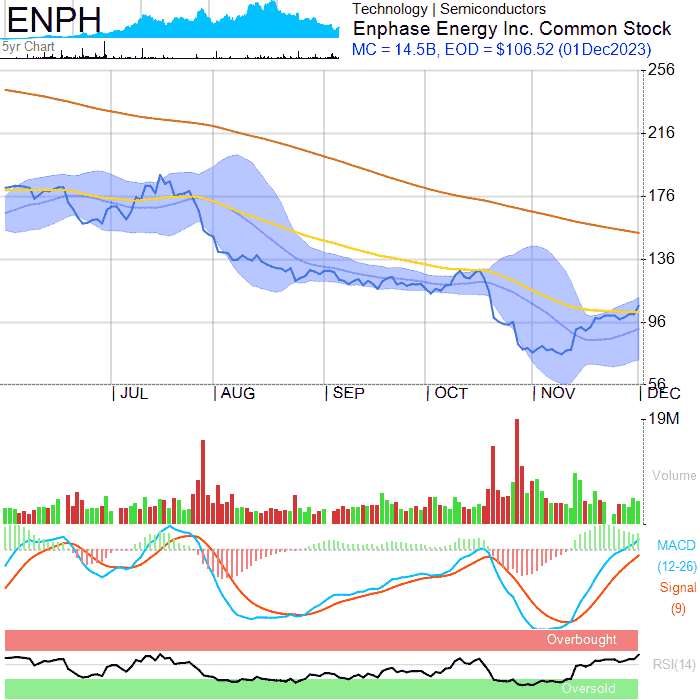 ENPH
5yr Chart
Technology | Semiconductors
Enphase Energy Inc. Common Stock
MC = 14.5B, EOD = $106.52 (01Dec2023)
256
216
176
136
96
56
JUL AUG SEP OCT NOV DEC
19M
Volume
MACD
(12-26)
Signal
(9)
Overbought
RSI(14)
Oversold